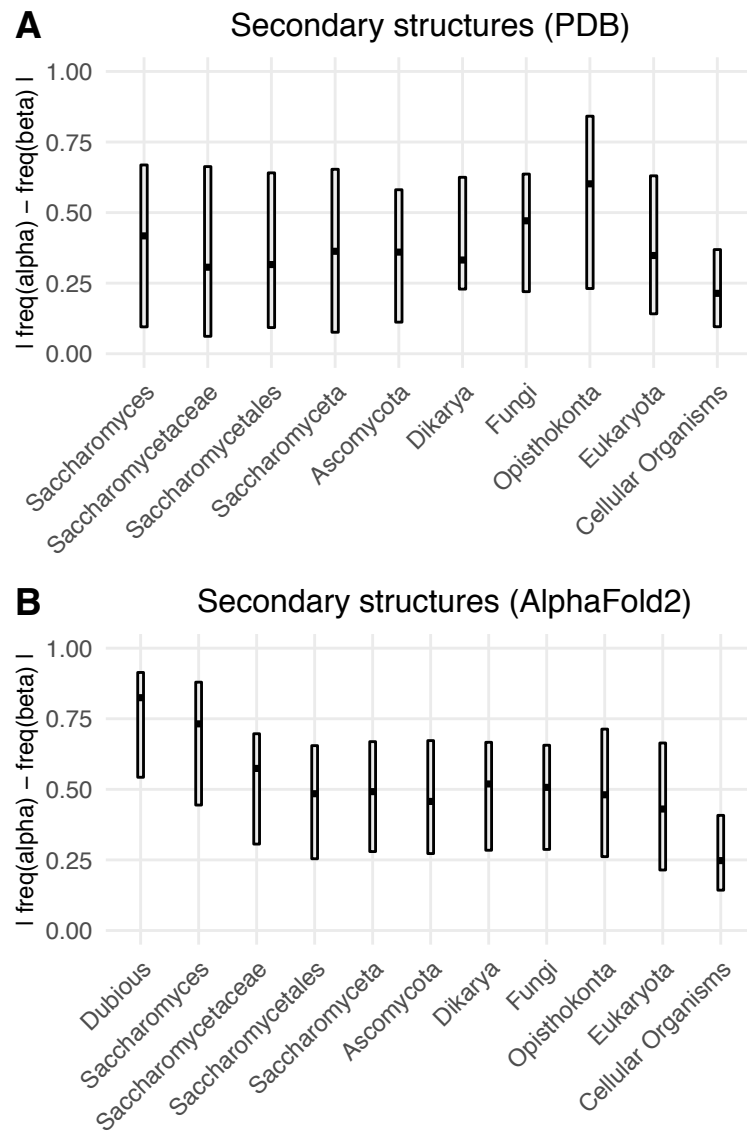 A
Secondary structures (PDB)
| freq(alpha) − freq(beta) |
1.00
0.75
0.50
0.25
0.00
Saccharomyces
Saccharomycetaceae
Saccharomycetales
Saccharomyceta
Ascomycota
Dikarya
Fungi
Opisthokonta
Eukaryota
Cellular Organisms
B
Secondary structures (AlphaFold2)
| freq(alpha) − freq(beta) |
1.00
0.75
0.50
0.25
0.00
Dubious
Saccharomyces
Saccharomycetaceae
Saccharomycetales
Saccharomyceta
Ascomycota
Dikarya
Fungi
Opisthokonta
Eukaryota
Cellular Organisms